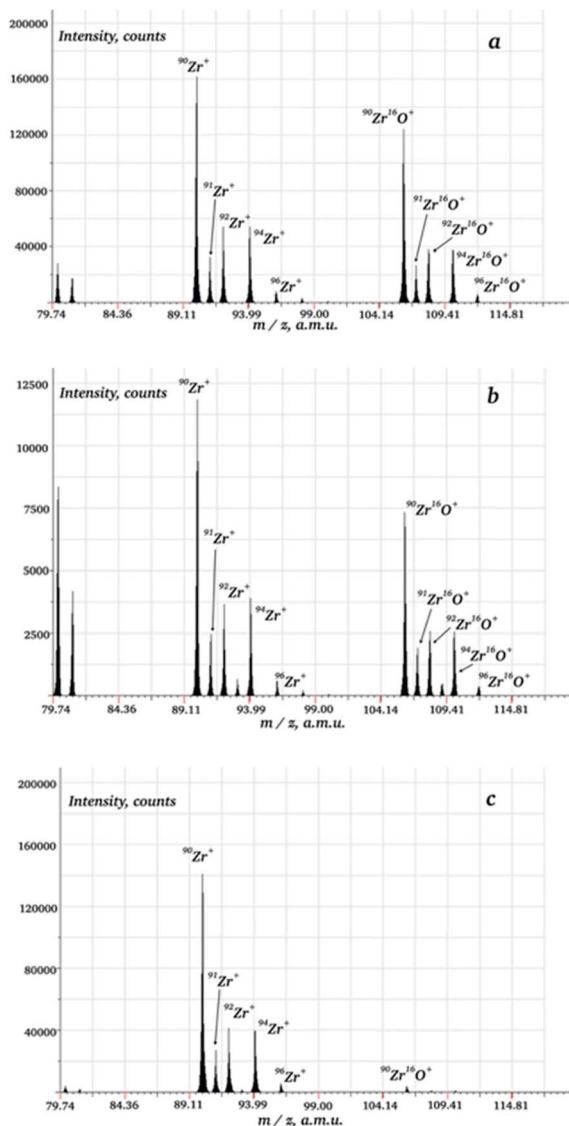 200000
Intensity, counts
a
⁹⁰Zr⁺
160000
⁹⁰Zr¹⁶O⁺
120000
⁹¹Zr⁺
⁹¹Zr¹⁶O⁺
80000
⁹²Zr⁺
⁹²Zr¹⁶O⁺
⁹⁴Zr⁺
40000
⁹⁴Zr¹⁶O⁺
⁹⁶Zr⁺
⁹⁶Zr¹⁶O⁺
79.74 84.36 89.11 93.99 99.00 104.14 109.41 114.81
m / z, a.m.u.
12500
Intensity, counts
⁹⁰Zr⁺
b
10000
7500
⁹⁰Zr¹⁶O⁺
⁹¹Zr⁺
5000
⁹²Zr⁺
⁹¹Zr¹⁶O⁺
⁹⁴Zr⁺
⁹²Zr¹⁶O⁺
2500
⁹⁴Zr¹⁶O⁺
⁹⁶Zr⁺
⁹⁶Zr¹⁶O⁺
79.74 84.36 89.11 93.99 99.00 104.14 109.41 114.81
m / z, a.m.u.
200000
Intensity, counts
c
160000
⁹⁰Zr⁺
120000
80000
⁹¹Zr⁺
⁹²Zr⁺
⁹⁴Zr⁺
40000
⁹⁶Zr⁺
⁹⁰Zr¹⁶O⁺
79.74 84.36 89.11 93.99 99.00 104.14 109.41 114.81
m / z, a.m.u.